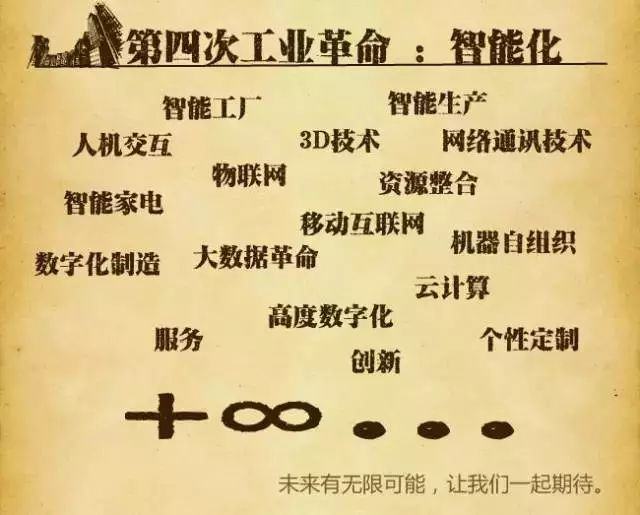 第四次工业革命 ：智能化
智能工厂
智能生产
人机交互
3D技术
网络通讯技术
物联网
资源整合
智能家电
移动互联网
机器自组织
数字化制造
大数据革命
云计算
高度数字化
服务
个性定制
创新
+∞...
未来有无限可能，让我们一起期待。